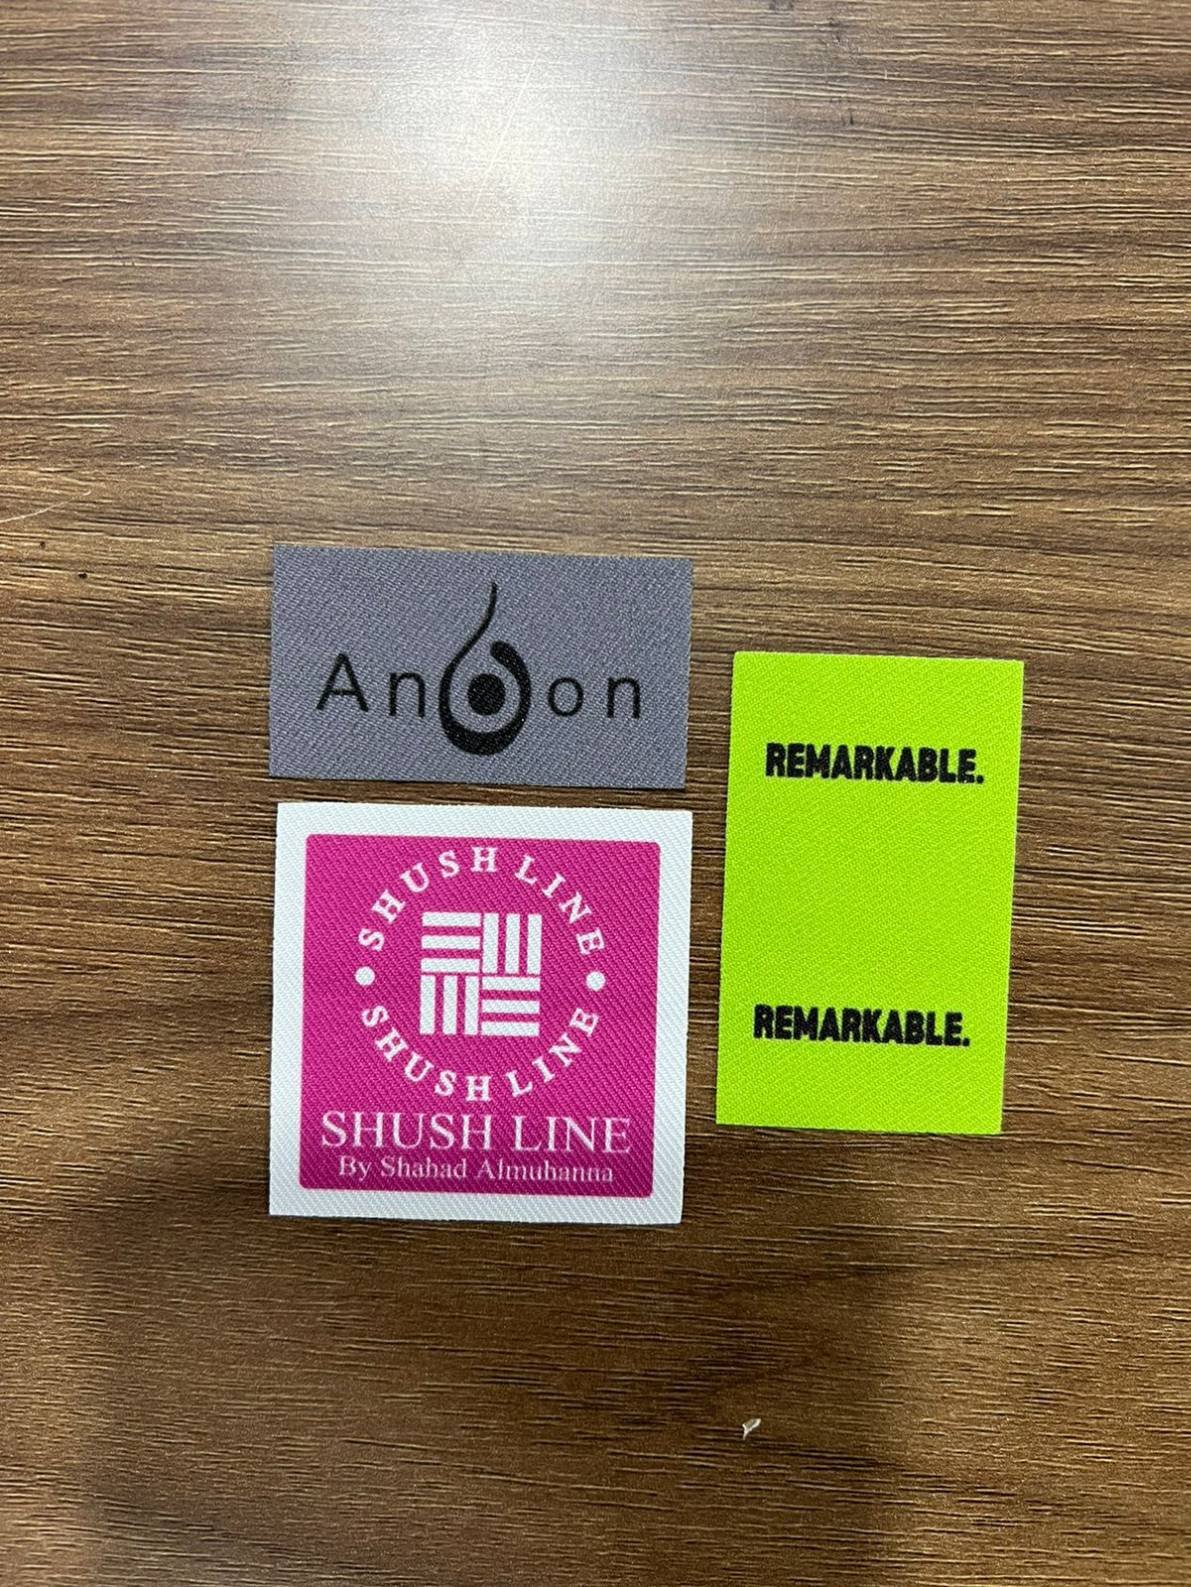 An on
SHUSH LINE
SHUSH LINE
SHUSH LINE
By Shahad Almuhanna
REMARKABLE.
REMARKABLE.